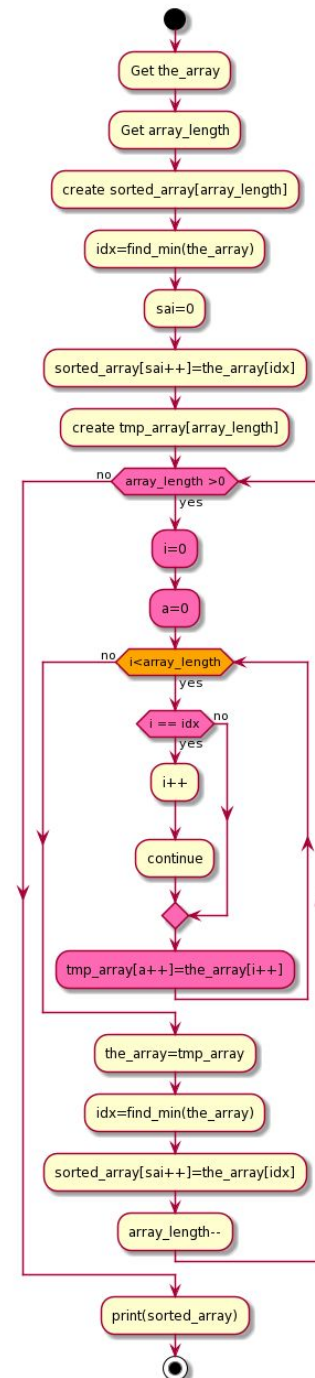 Get the_array
Get array_length
create sorted_array[array_length]
idx=find_min(the_array)
sai=0
sorted_array[sai++]=the_array[idx]
create tmp_array[array_length]
no
array_length >0
yes
i=0
a=0
no
i<array_length
yes
i == idx
no
yes
i++
continue
tmp_array[a++]=the_array[i++]
the_array=tmp_array
idx=find_min(the_array)
sorted_array[sai++]=the_array[idx]
array_length--
print(sorted_array)